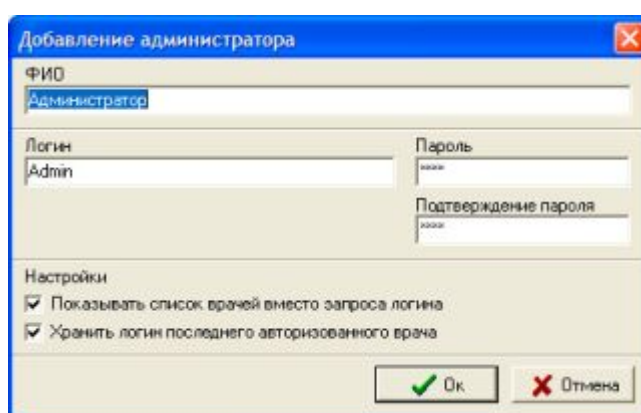 Добавление администратора
ФИО
Администратор
Логин
Пароль
Admin
****
Подтверждение пароля
****
Настройки
Показывать список врачей вместо запроса логина
Хранить логин последнего авторизованного врача
Ок
Отмена